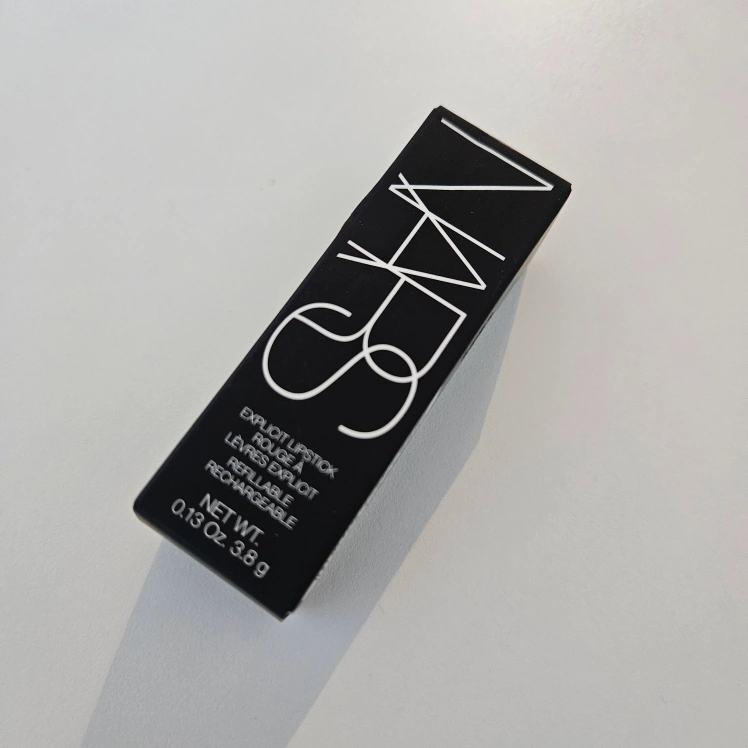 NARS
EXPLICIT LIPSTICK
ROUGE À
LÈVRES EXPLICIT
REFILLABLE
RECHARGEABLE
NET WT.
0.13 Oz. 3.8 g